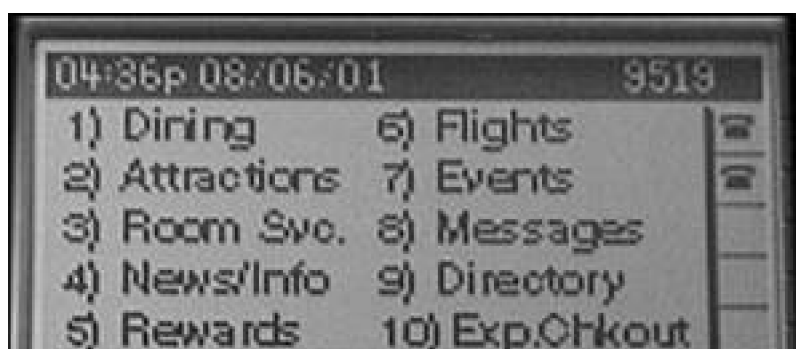 04:36p 08/06/01 9519
1) Dining 6) Flights
2) Attractions 7) Events
3) Room Svc. 8) Messages
4) News/Info 9) Directory
5) Rewards 10) Exp.Chkout